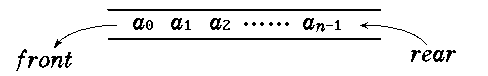 a₀ a₁ a₂ ······ aₙ₋₁
front rear